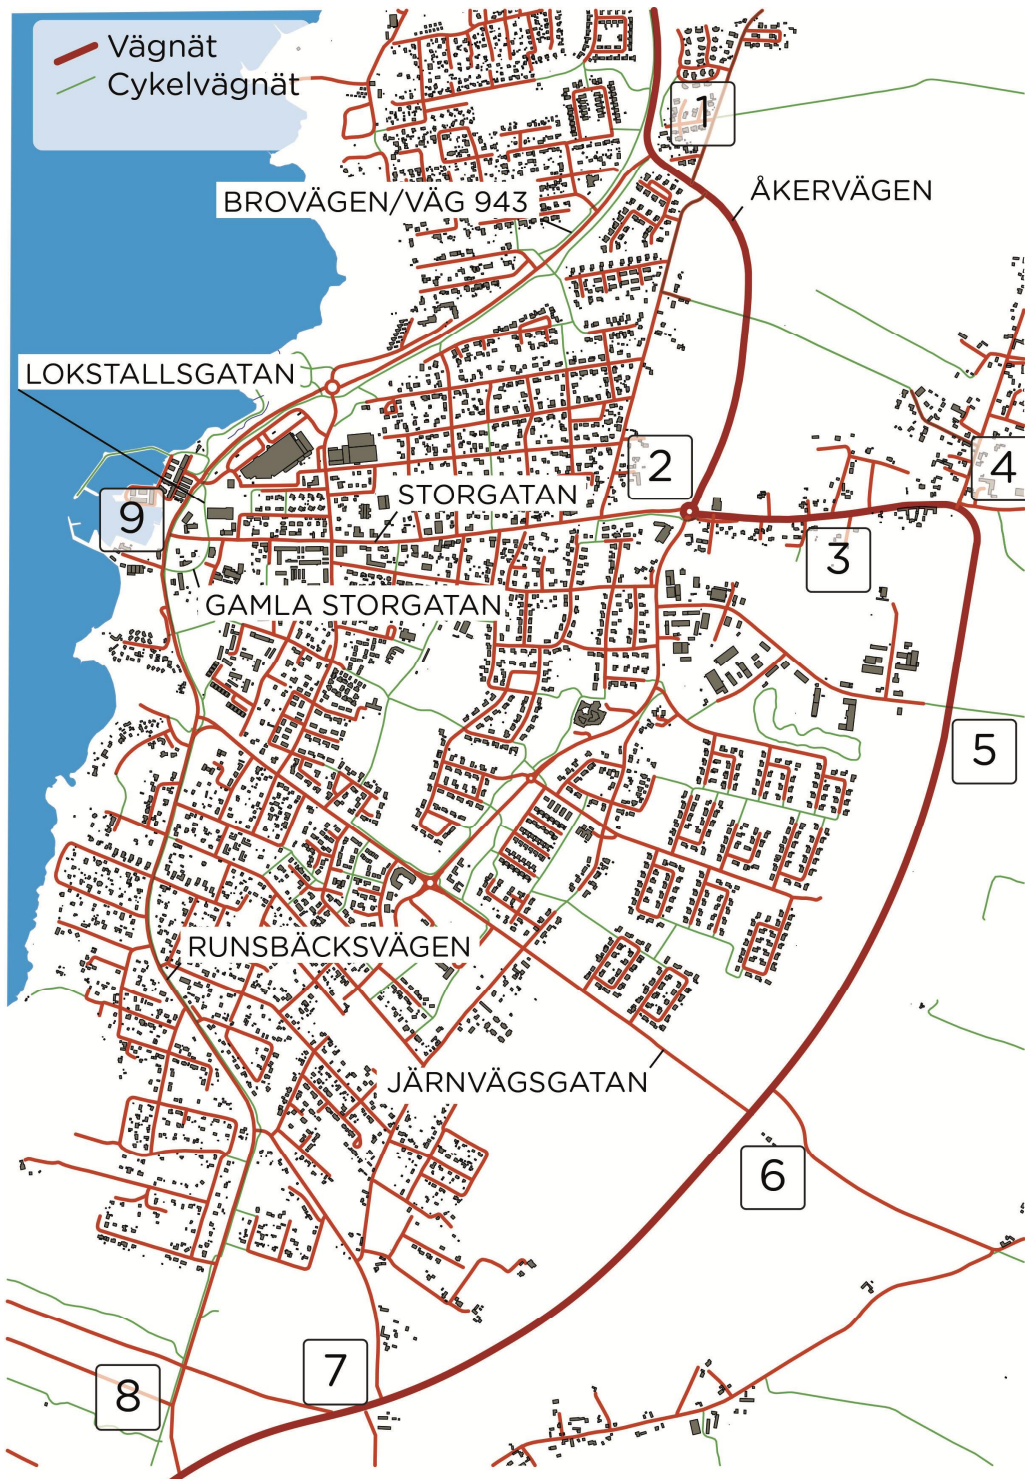 Vägnät
Cykelvägnät
1
BROVÄGEN/VÄG 943
ÅKERVÄGEN
LOKSTALLSGATAN
2
4
STORGATAN
9
3
GAMLA STORGATAN
5
RUNSBÄCKSVÄGEN
JÄRNVÄGSGATAN
6
7
8